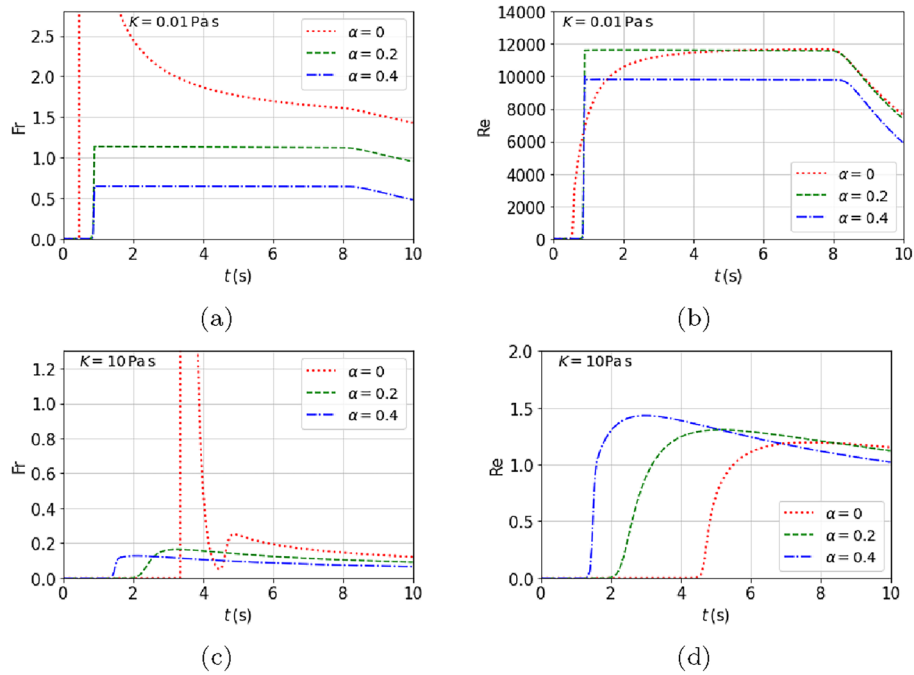 K = 0.01 Pa s
2.5
2.0
1.5
1.0
0.5
0.0
Fr
α = 0
α = 0.2
α = 0.4
0 2 4 6 8 10
t (s)
(a)
K = 0.01 Pa s
14000
12000
10000
8000
6000
4000
2000
0
Re
α = 0
α = 0.2
α = 0.4
0 2 4 6 8 10
t (s)
(b)
K = 10 Pa s
1.2
1.0
0.8
0.6
0.4
0.2
0.0
Fr
α = 0
α = 0.2
α = 0.4
0 2 4 6 8 10
t (s)
(c)
K = 10Pa s
2.0
1.5
1.0
0.5
0.0
Re
α = 0
α = 0.2
α = 0.4
0 2 4 6 8 10
t (s)
(d)